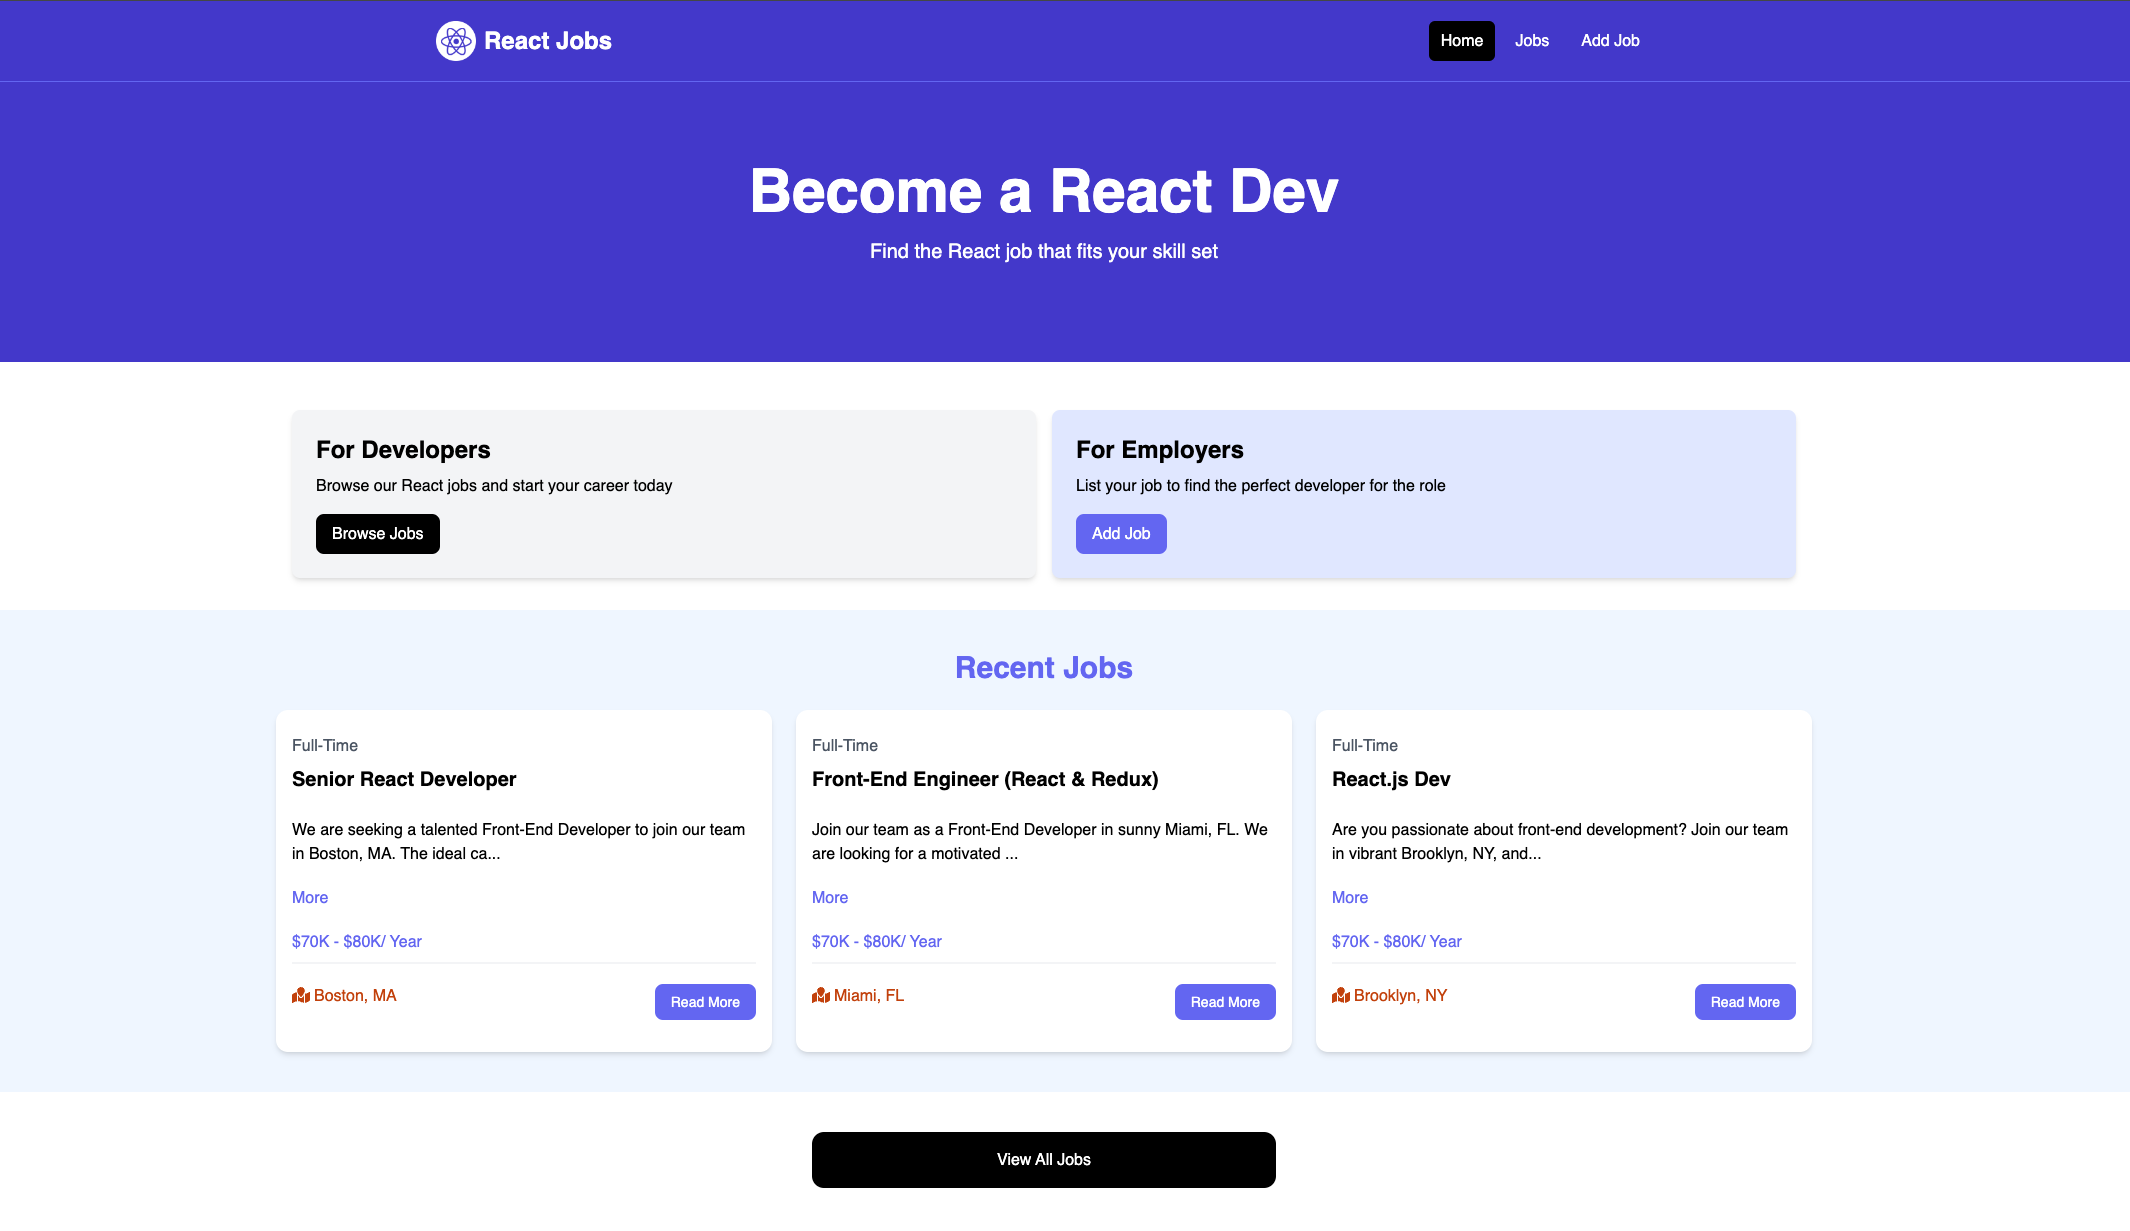 React Jobs
Home
Jobs
Add Job
Become a React Dev
Find the React job that fits your skill set
For Developers
Browse our React jobs and start your career today
Browse Jobs
For Employers
List your job to find the perfect developer for the role
Add Job
Recent Jobs
Full-Time
Senior React Developer
We are seeking a talented Front-End Developer to join our team
in Boston, MA. The ideal ca...
More
$70K - $80K/ Year
Boston, MA
Read More
Full-Time
Front-End Engineer (React & Redux)
Join our team as a Front-End Developer in sunny Miami, FL. We
are looking for a motivated ...
More
$70K - $80K/ Year
Miami, FL
Read More
Full-Time
React.js Dev
Are you passionate about front-end development? Join our team
in vibrant Brooklyn, NY, and...
More
$70K - $80K/ Year
Brooklyn, NY
Read More
View All Jobs